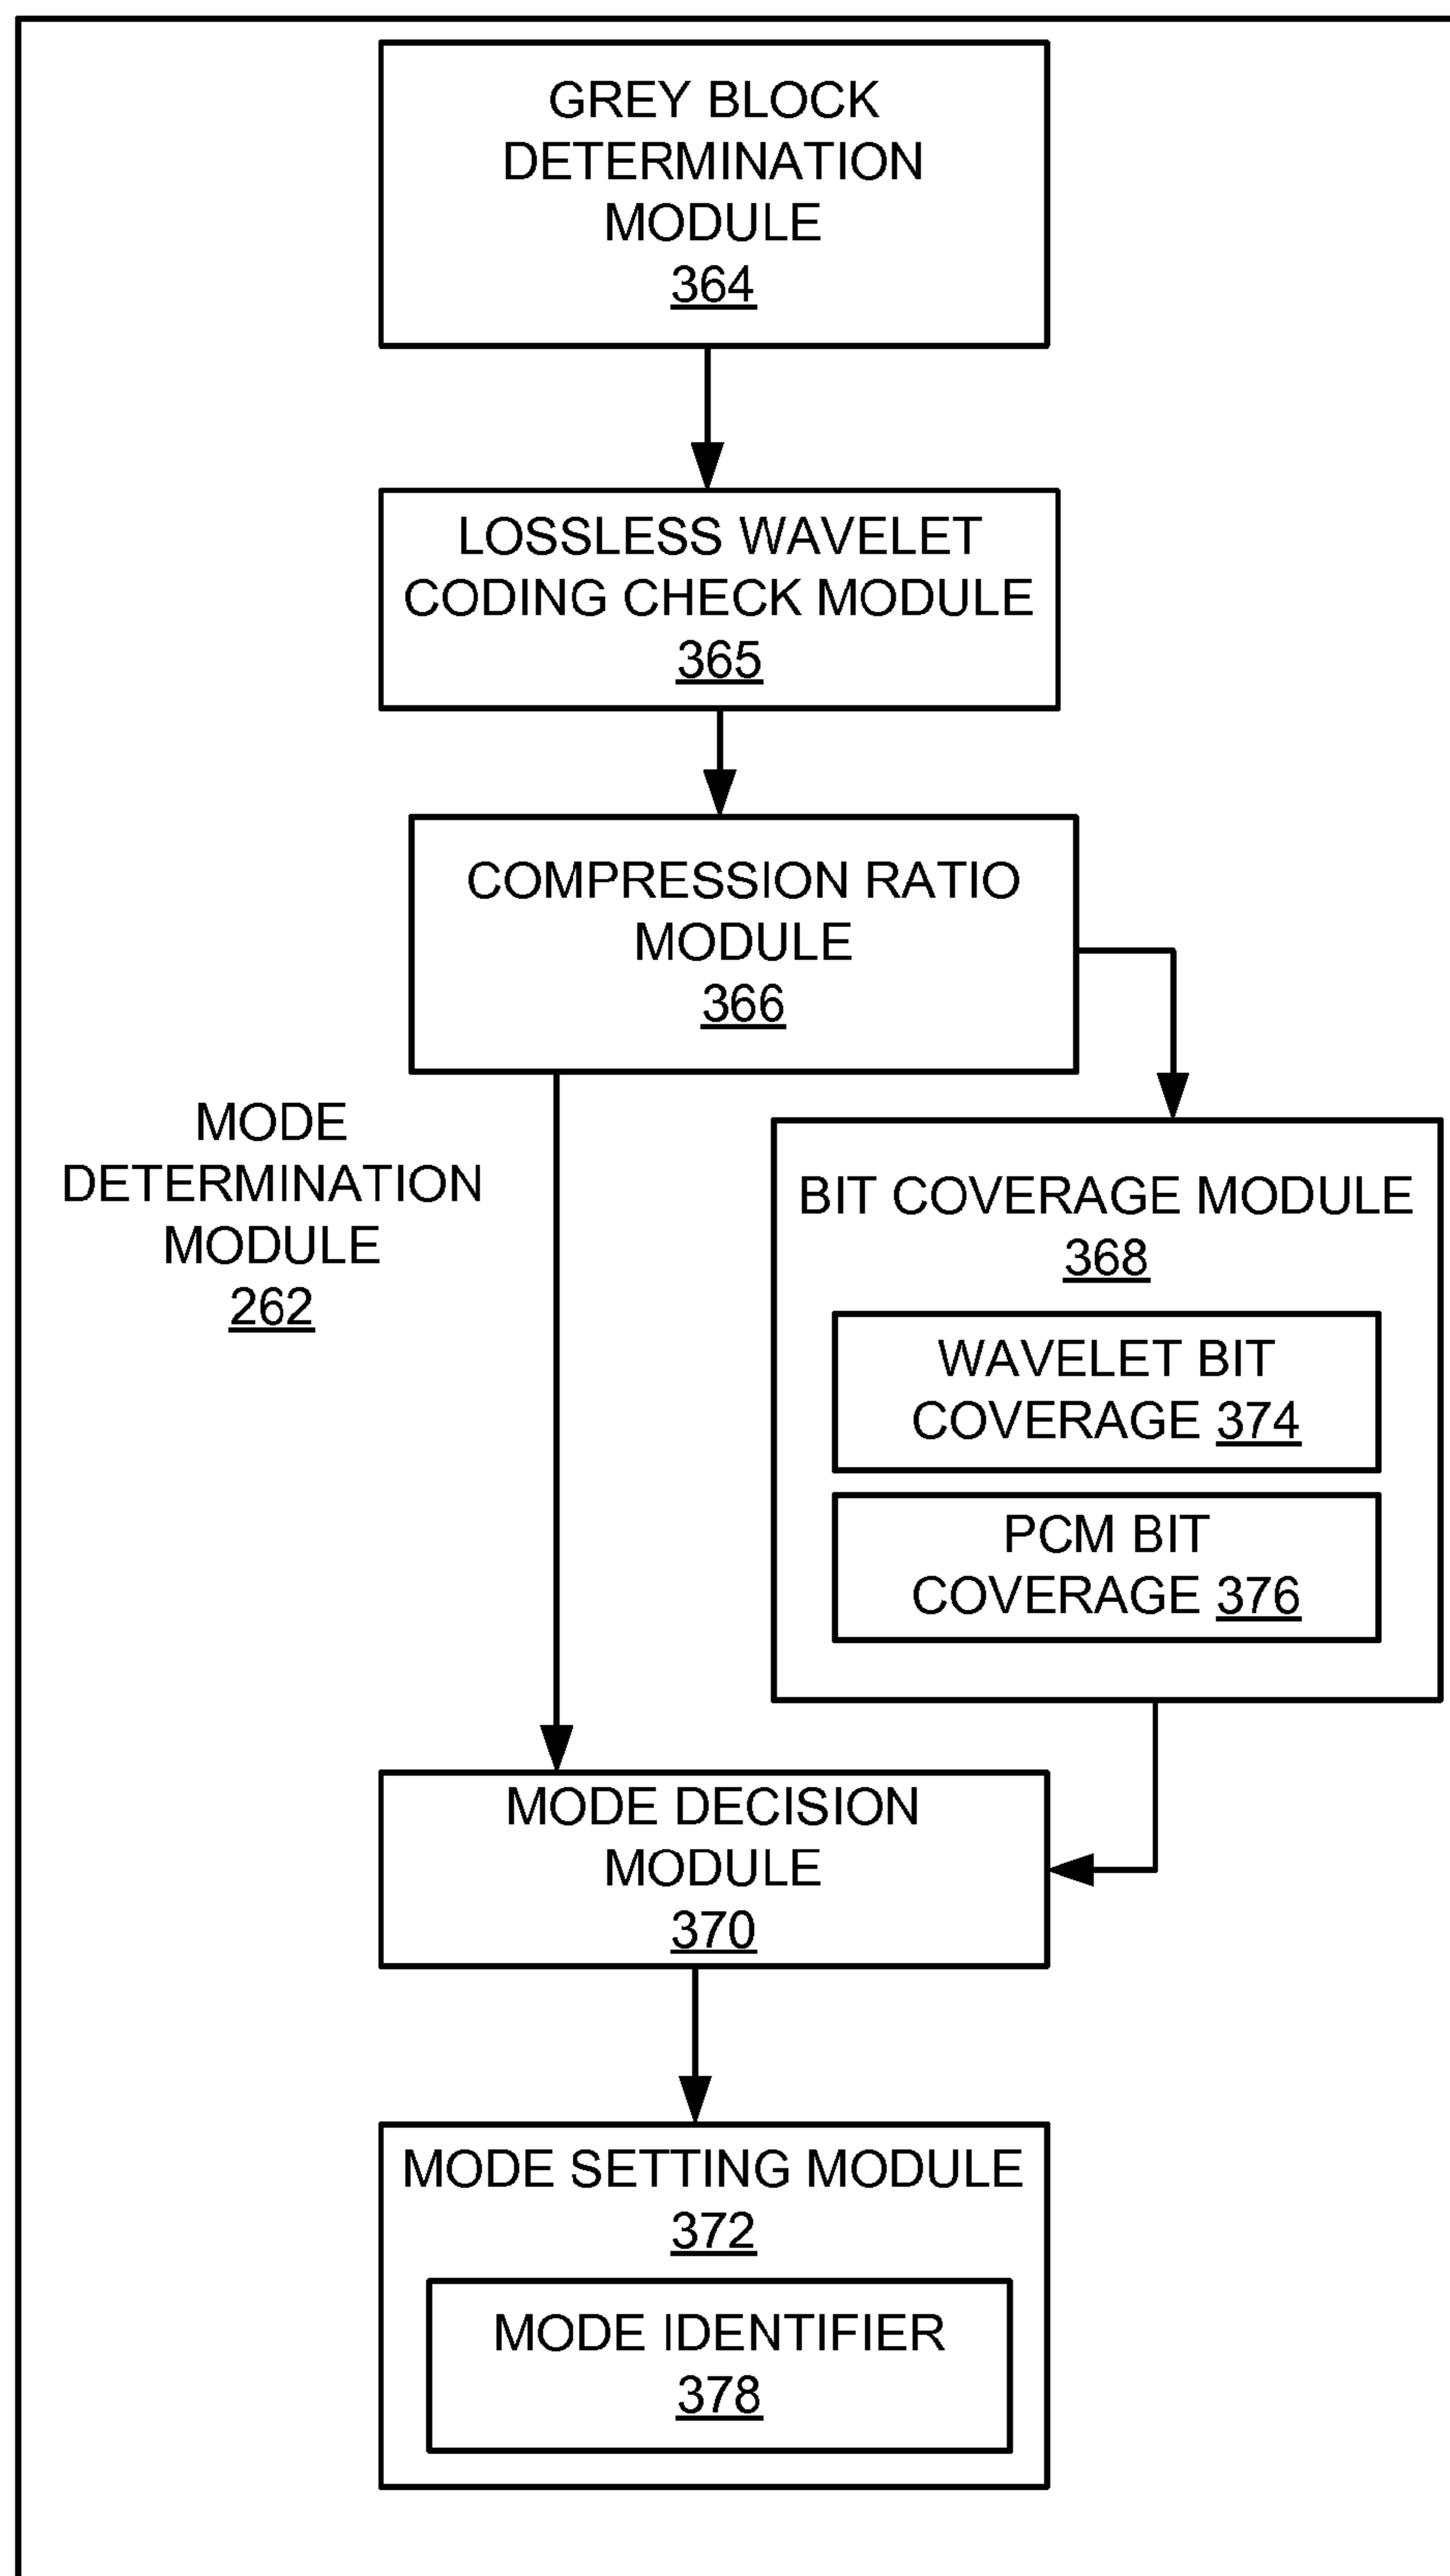 GREY BLOCK
DETERMINATION
MODULE
364
LOSSLESS WAVELET
CODING CHECK MODULE
365
COMPRESSION RATIO
MODULE
366
MODE
DETERMINATION
MODULE
262
BIT COVERAGE MODULE
368
WAVELET BIT
COVERAGE 374
PCM BIT
COVERAGE 376
MODE DECISION
MODULE
370
MODE SETTING MODULE
372
MODE IDENTIFIER
378